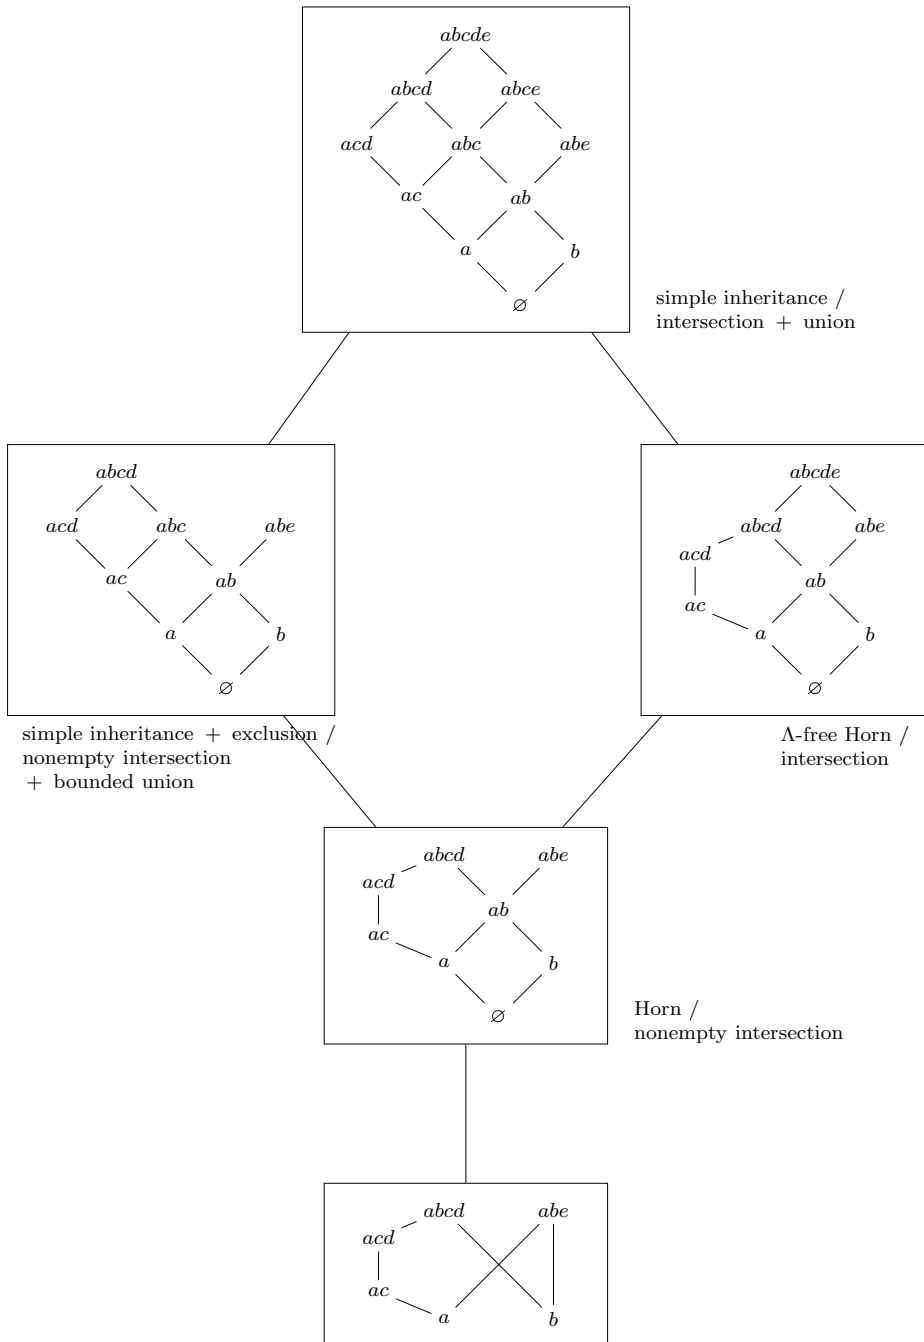 abcde
abcd abce
acd abc abe
ac ab
a b
∅
simple inheritance /
intersection + union
abcd
acd abc abe
ac ab
a b
∅
simple inheritance + exclusion /
nonempty intersection
+ bounded union
abcde
abcd abe
acd
ab
ac
a b
∅
Λ-free Horn /
intersection
abcd abe
acd
ab
ac
a b
∅
Horn /
nonempty intersection
abcd abe
acd
ac
a b